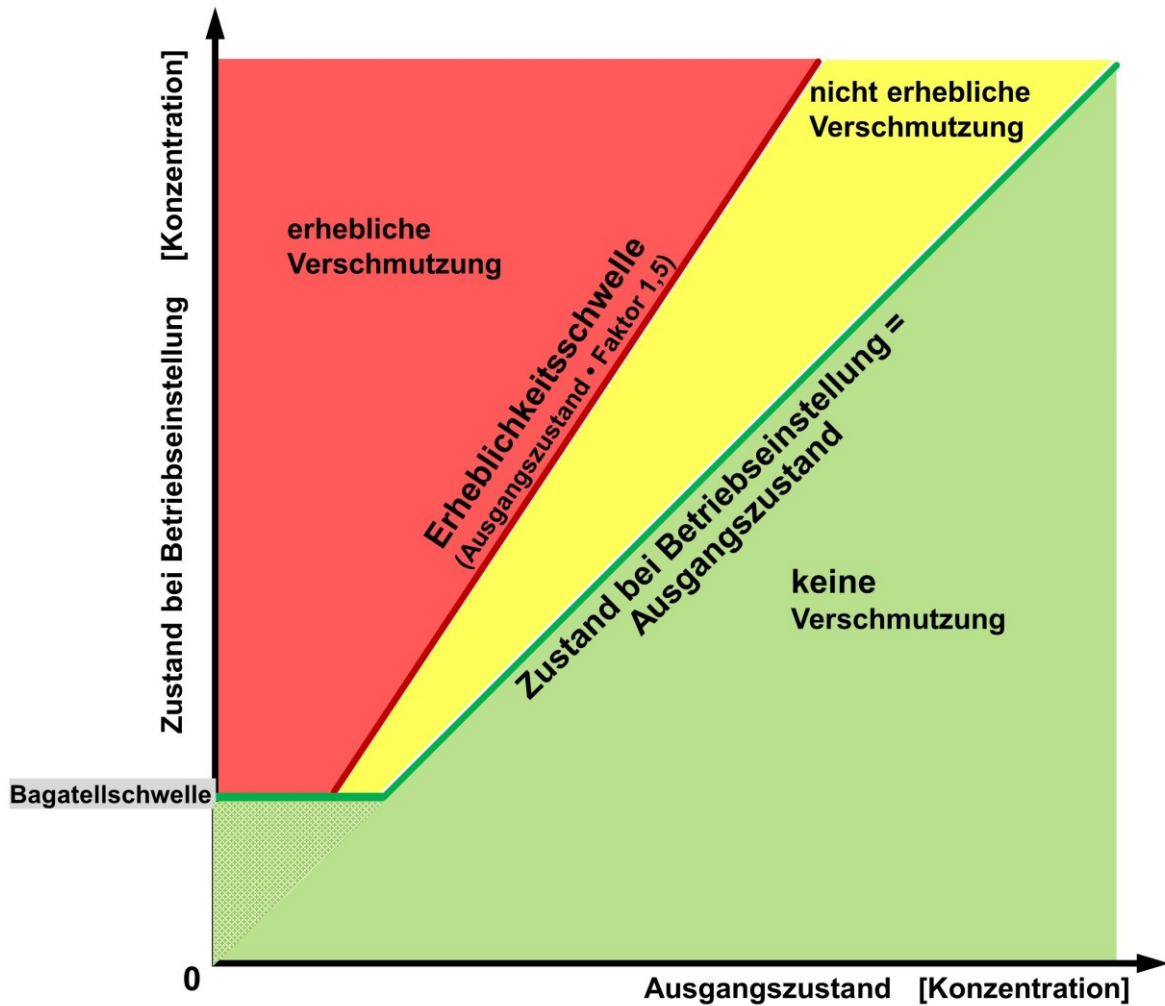 Zustand bei Betriebseinstellung [Konzentration]
nicht erhebliche
Verschmutzung
erhebliche
Verschmutzung
Erheblichkeitsschwelle
(Ausgangszustand • Faktor 1,5)
Zustand bei Betriebseinstellung =
Ausgangszustand
keine
Verschmutzung
Bagatellschwelle
0
Ausgangszustand [Konzentration]